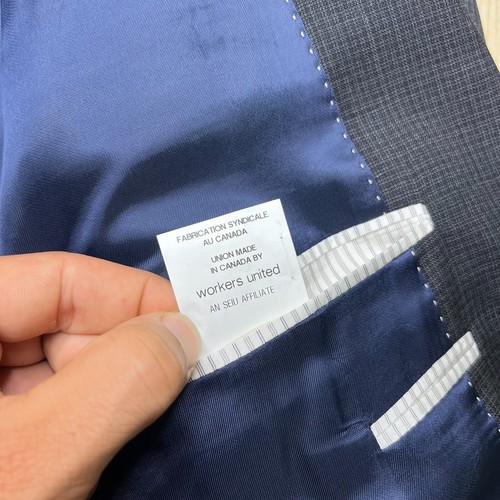 FABRICATION SYNDICALE
AU CANADA
UNION MADE
IN CANADA BY
workers united
AN SEIU AFFILIATE